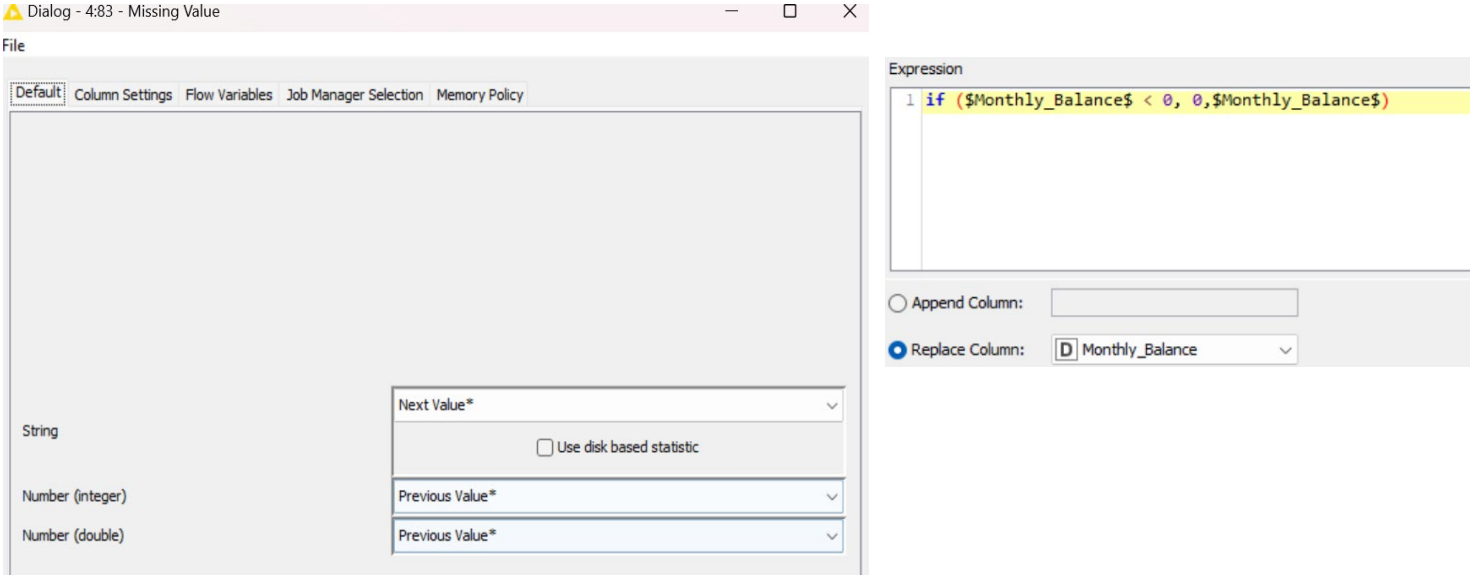 Dialog - 4:83 - Missing Value
File
Default Column Settings Flow Variables Job Manager Selection Memory Policy
String
Next Value*
Use disk based statistic
Number (integer)
Previous Value*
Number (double)
Previous Value*
Expression
1 if ($Monthly_Balance$ < 0, 0,$Monthly_Balance$)
Append Column:
Replace Column:
D Monthly_Balance